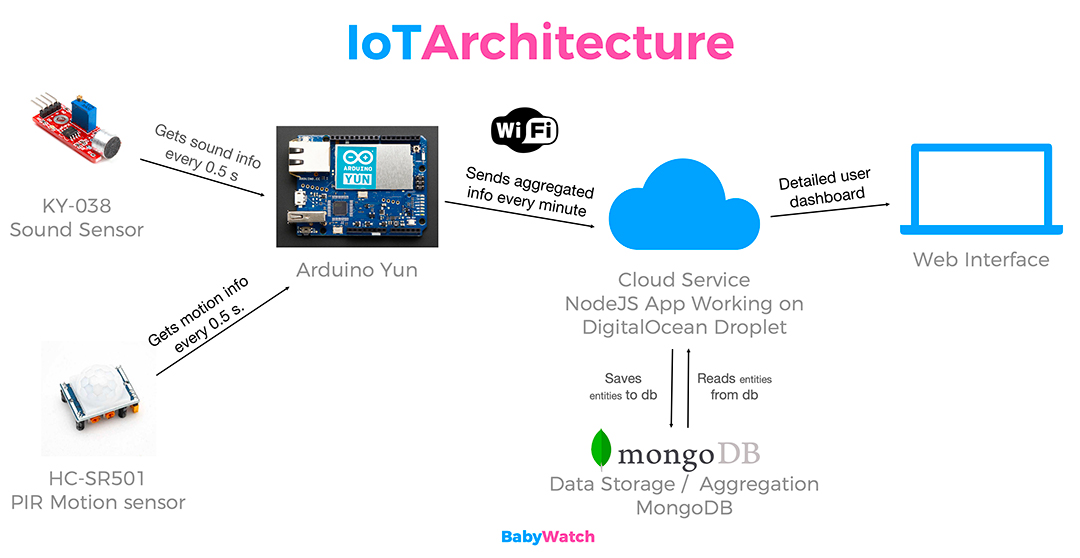 IoTArchitecture
Gets sound info
every 0.5 s
KY-038
Sound Sensor
ARDUINO
YUN
Arduino Yun
Wi Fi
Sends aggregated
info every minute
Detailed user
dashboard
Web Interface
Cloud Service
NodeJS App Working on
DigitalOcean Droplet
Gets motion info
every 0.5 s.
HC-SR501
PIR Motion sensor
Saves
entities to db
Reads entities
from db
mongoDB
Data Storage / Aggregation
MongoDB
BabyWatch